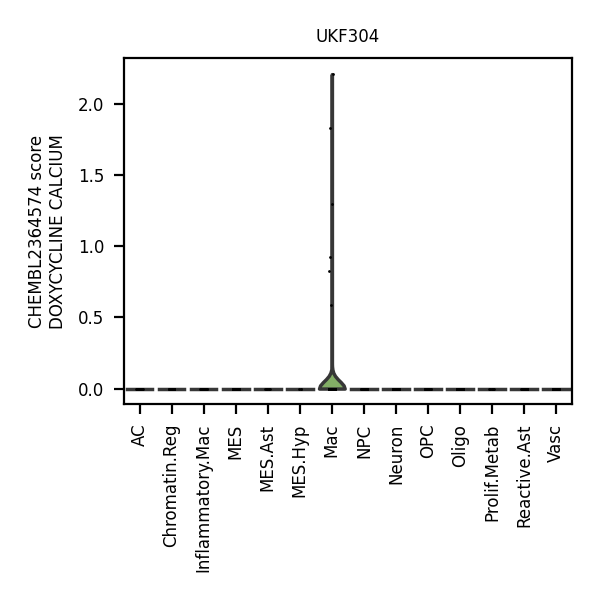 UKF304
CHEMBL2364574 score
DOXYCYCLINE CALCIUM
2.0
1.5
1.0
0.5
0.0
AC
Chromatin.Reg
Inflammatory.Mac
MES
MES.Ast
MES.Hyp
Mac
NPC
Neuron
OPC
Oligo
Prolif.Metab
Reactive.Ast
Vasc